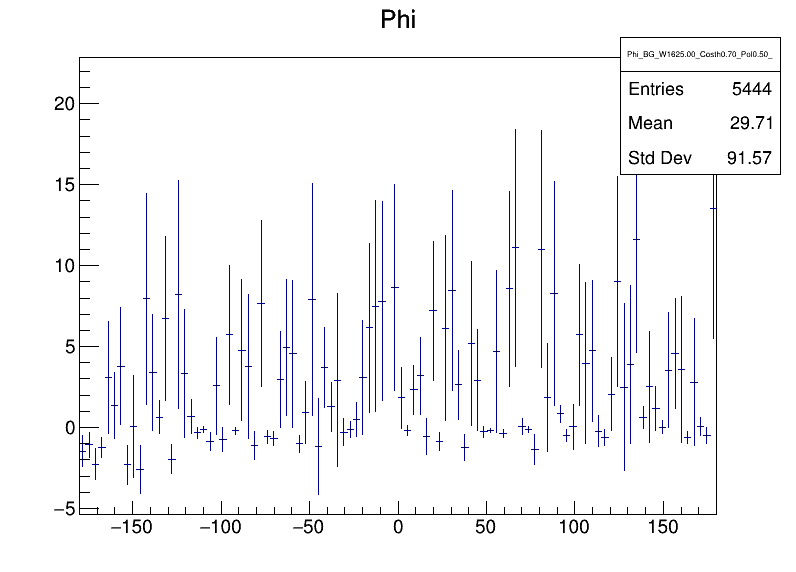 Phi
Phi_BG_W1625.00_Costh0.70_Pol0.50_
Entries 5444
Mean 29.71
Std Dev 91.57
20
15
10
5
0
−5
−150 −100 −50 0 50 100 150